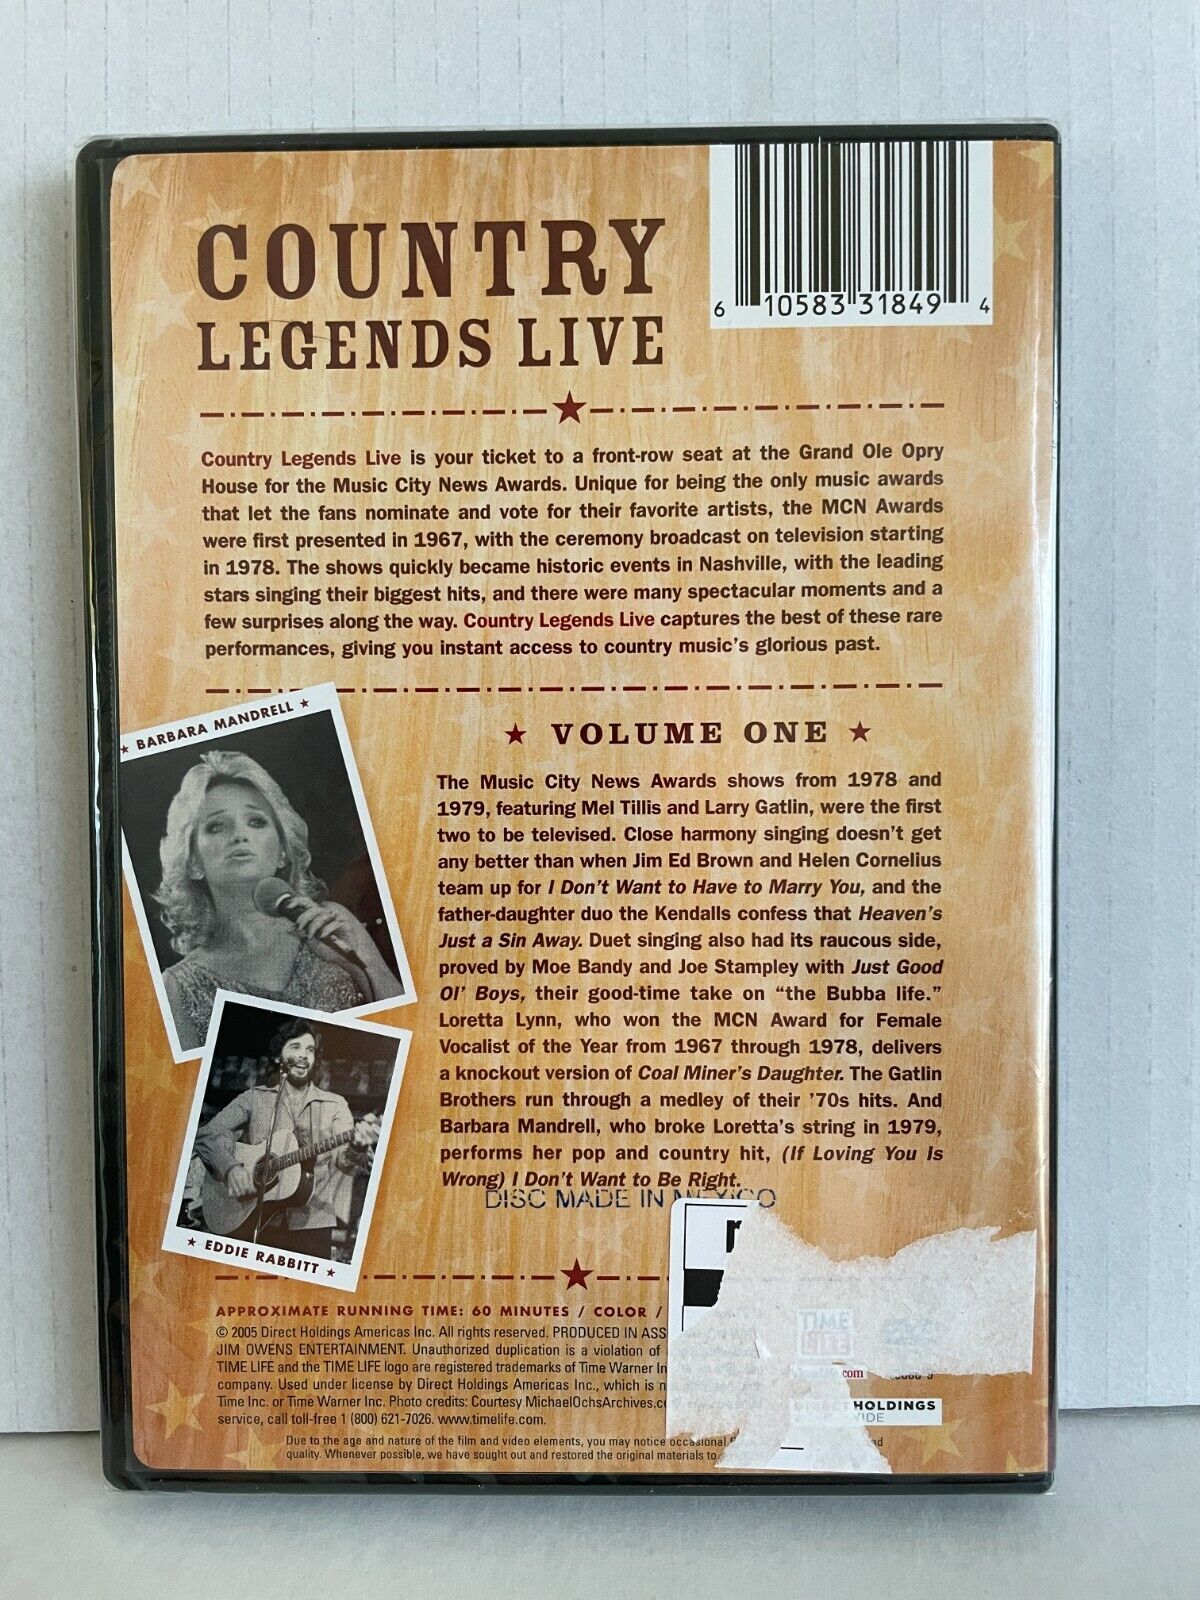 COUNTRY
LEGENDS LIVE
6 10583 31849 4
Country Legends Live is your ticket to a front-row seat at the Grand Ole Opry
House for the Music City News Awards. Unique for being the only music awards
that let the fans nominate and vote for their favorite artists, the MCN Awards
were first presented in 1967, with the ceremony broadcast on television starting
in 1978. The shows quickly became historic events in Nashville, with the leading
stars singing their biggest hits, and there were many spectacular moments and a
few surprises along the way. Country Legends Live captures the best of these rare
performances, giving you instant access to country music's glorious past.
★ BARBARA MANDRELL ★
★ VOLUME ONE ★
The Music City News Awards shows from 1978 and
1979, featuring Mel Tillis and Larry Gatlin, were the first
two to be televised. Close harmony singing doesn't get
any better than when Jim Ed Brown and Helen Cornelius
team up for I Don't Want to Have to Marry You, and the
father-daughter duo the Kendalls confess that Heaven's
Just a Sin Away. Duet singing also had its raucous side,
proved by Moe Bandy and Joe Stampley with Just Good
Ol' Boys, their good-time take on “the Bubba life.”
Loretta Lynn, who won the MCN Award for Female
Vocalist of the Year from 1967 through 1978, delivers
a knockout version of Coal Miner's Daughter. The Gatlin
Brothers run through a medley of their '70s hits. And
Barbara Mandrell, who broke Loretta's string in 1979,
performs her pop and country hit, (If Loving You Is
Wrong) I Don't Want to Be Right.
DISC MADE IN MEXICO
★ EDDIE RABBITT ★
APPROXIMATE RUNNING TIME: 60 MINUTES / COLOR /
© 2005 Direct Holdings Americas Inc. All rights reserved. PRODUCED IN ASS
JIM OWENS ENTERTAINMENT. Unauthorized duplication is a violation of
TIME LIFE and the TIME LIFE logo are registered trademarks of Time Warner In
company. Used under license by Direct Holdings Americas Inc., which is n
Time Inc. or Time Warner Inc. Photo credits: Courtesy MichaelOchsArchives.co
service, call toll-free 1 (800) 621-7026. www.timelife.com.
TIME
LIFE
com
HOLDINGS
IDE
Due to the age and nature of the film and video elements, you may notice occasional
quality. Whenever possible, we have sought out and restored the original materials to